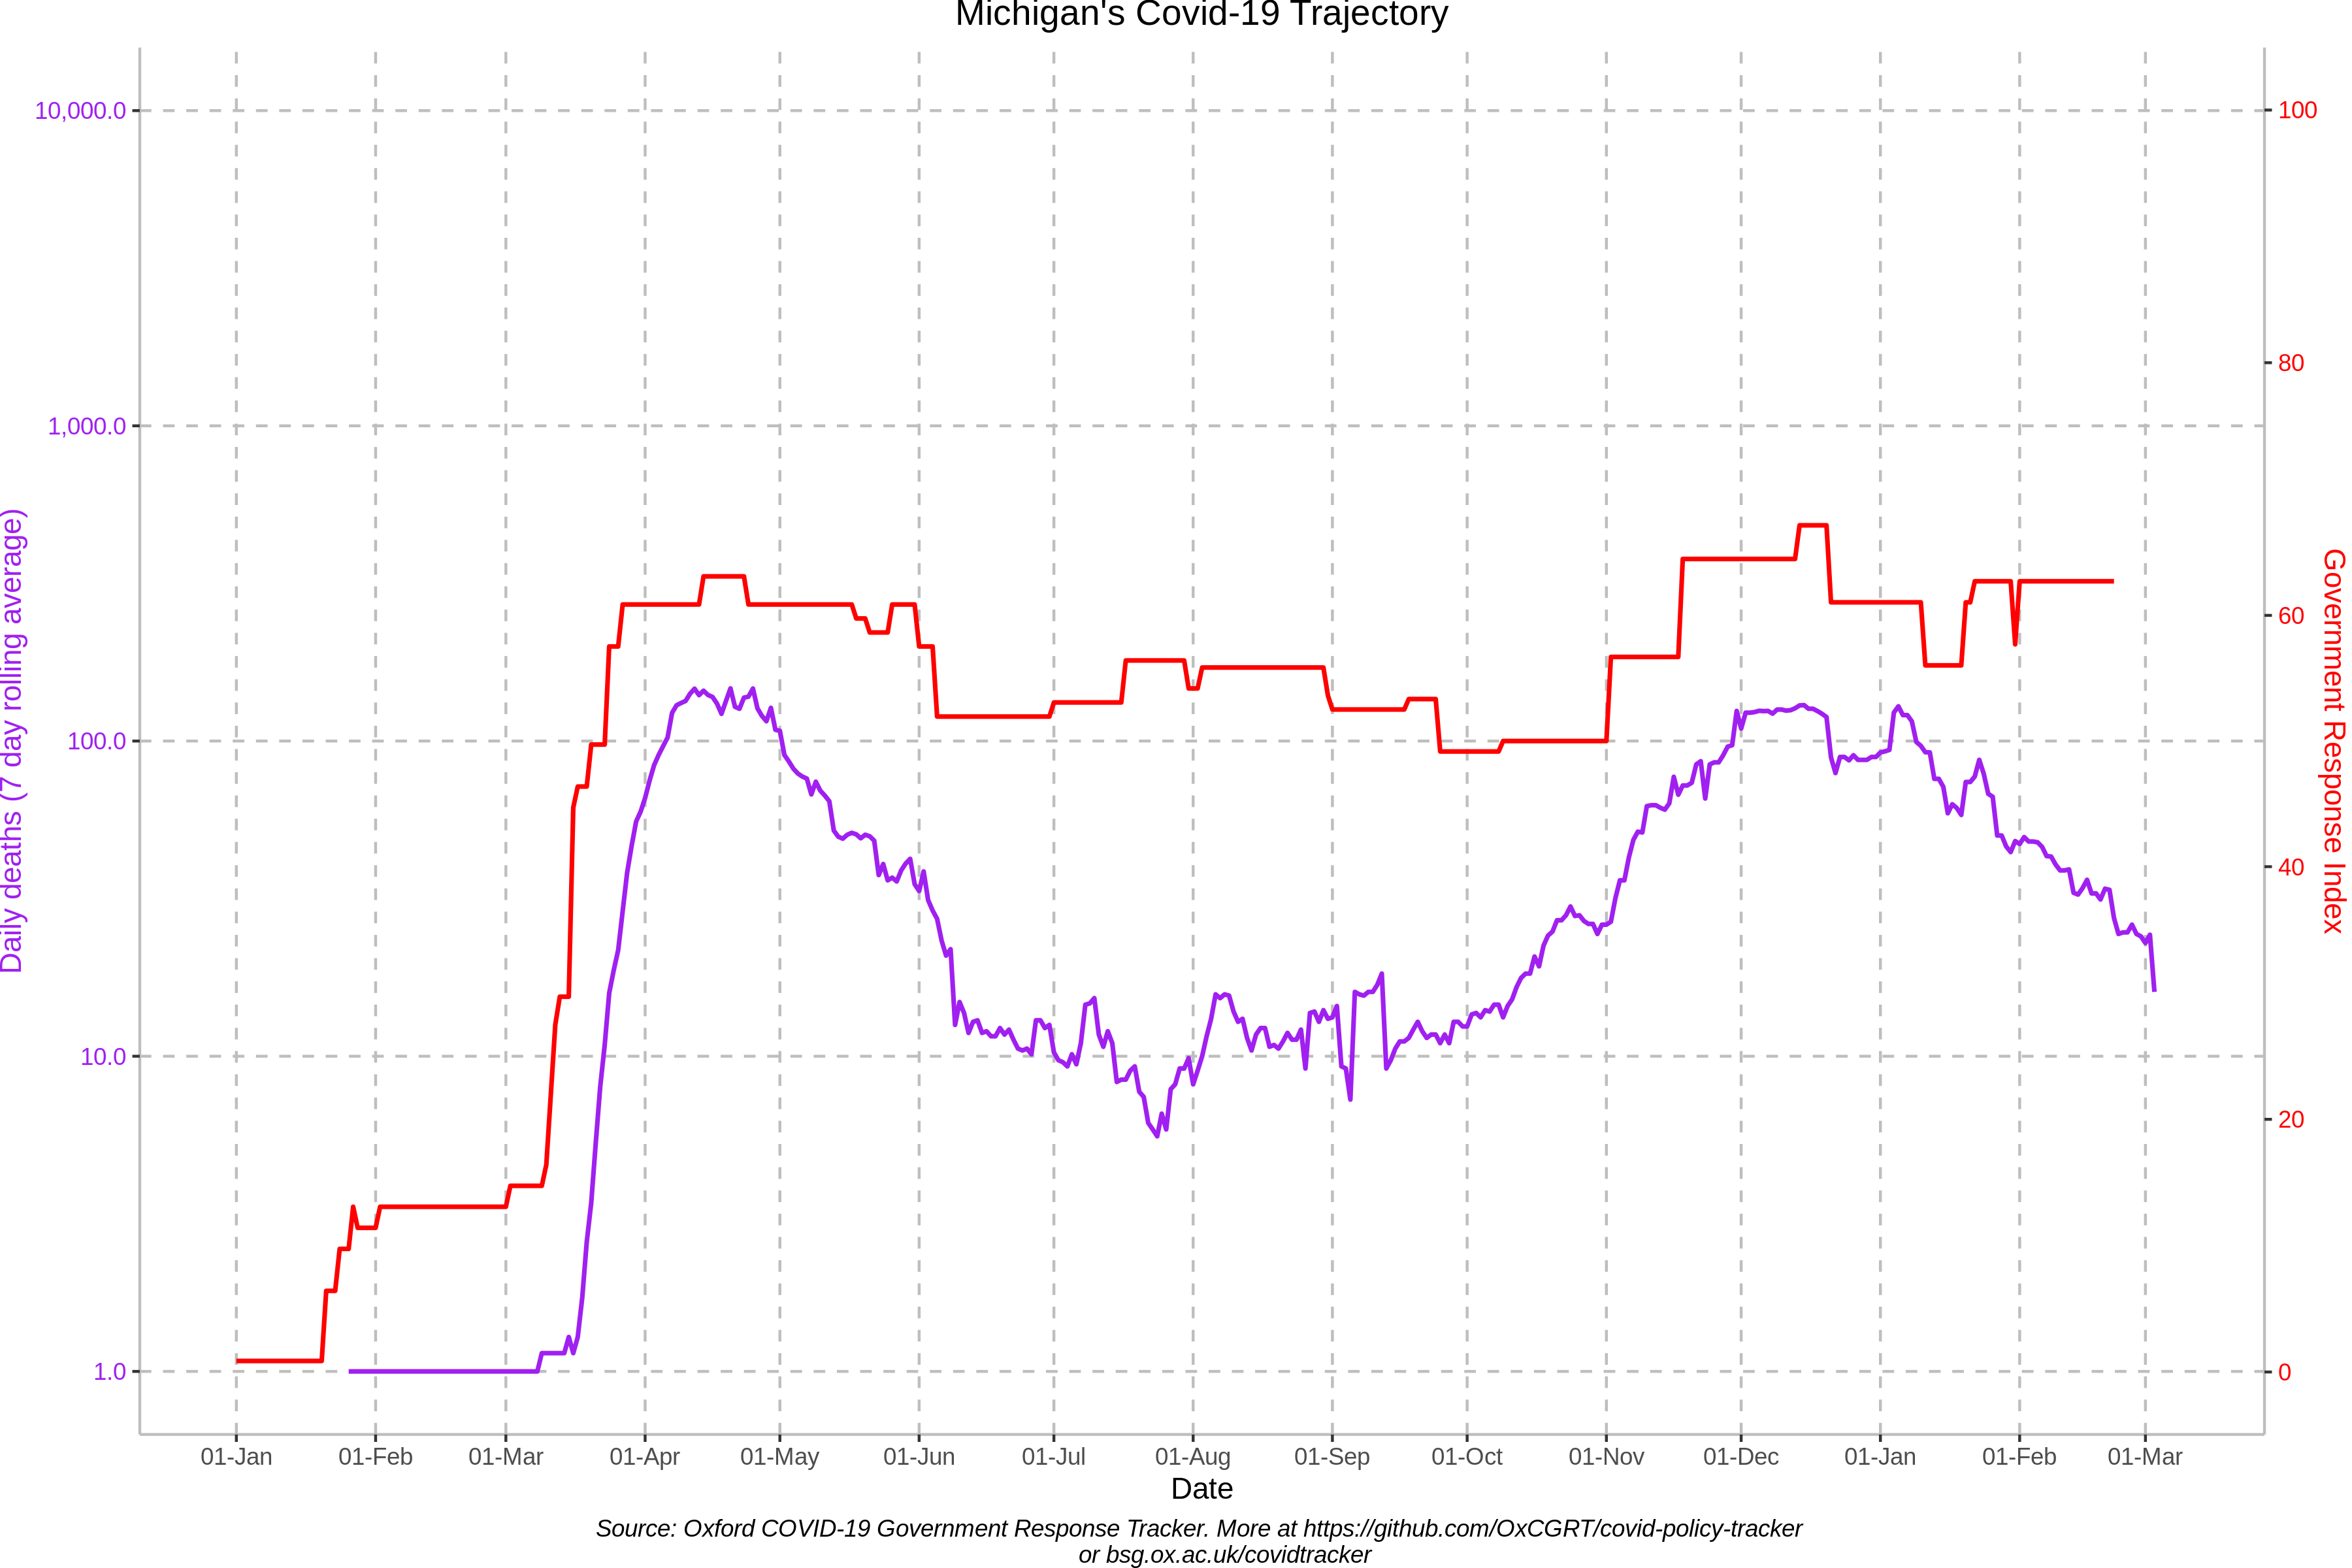 Michigan's Covid-19 Trajectory
10,000.0
1,000.0
100.0
10.0
1.0
Daily deaths (7 day rolling average)
100
80
60
40
20
0
Government Response Index
01-Jan 01-Feb 01-Mar 01-Apr 01-May 01-Jun 01-Jul 01-Aug 01-Sep 01-Oct 01-Nov 01-Dec 01-Jan 01-Feb 01-Mar
Date
Source: Oxford COVID-19 Government Response Tracker. More at https://github.com/OxCGRT/covid-policy-tracker
or bsg.ox.ac.uk/covidtracker